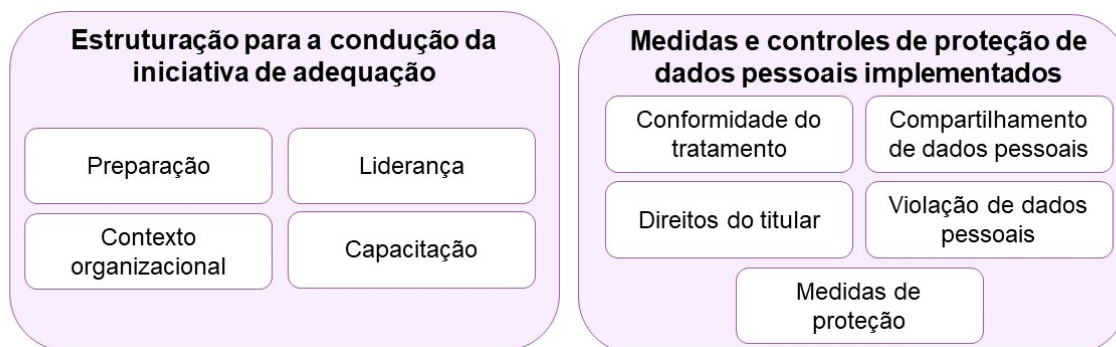 Estruturação para a condução da
iniciativa de adequação
Preparação
Liderança
Contexto
organizacional
Capacitação
Medidas e controles de proteção de
dados pessoais implementados
Conformidade do
tratamento
Compartilhamento
de dados pessoais
Direitos do titular
Violação de dados
pessoais
Medidas de
proteção